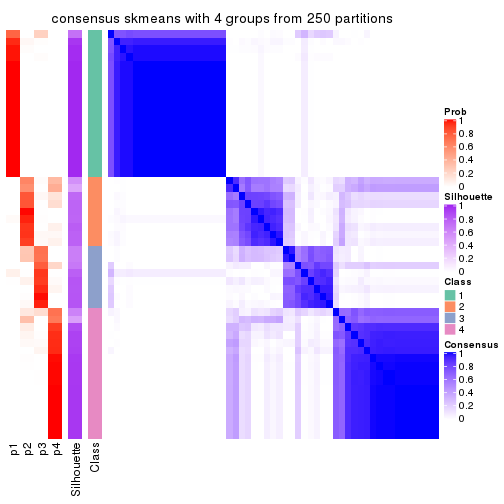 consensus skmeans with 4 groups from 250 partitions
Prob
1
0.8
0.6
0.4
0.2
0
Silhouette
1
0.8
0.6
0.4
0.2
0
Class
1
2
3
4
Consensus
1
0.8
0.6
0.4
0.2
0
p1
p2
p3
p4
Silhouette
Class